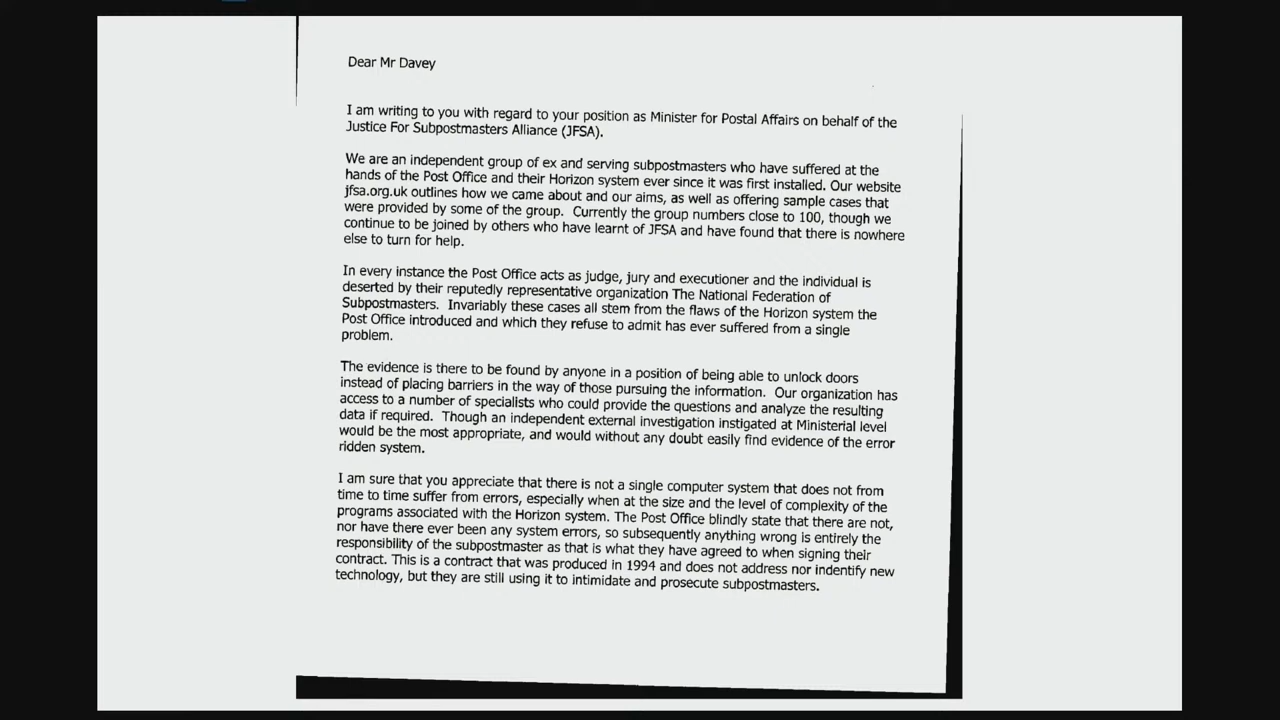 Dear Mr Davey
I am writing to you with regard to your position as Minister for Postal Affairs on behalf of the
Justice For Subpostmasters Alliance (JFSA).
We are an independent group of ex and serving subpostmasters who have suffered at the
hands of the Post Office and their Horizon system ever since it was first installed. Our website
jfsa.org.uk outlines how we came about and our aims, as well as offering sample cases that
were provided by some of the group. Currently the group numbers close to 100, though we
continue to be joined by others who have learnt of JFSA and have found that there is nowhere
else to turn for help.
In every instance the Post Office acts as judge, jury and executioner and the individual is
deserted by their reputedly representative organization The National Federation of
Subpostmasters. Invariably these cases all stem from the flaws of the Horizon system the
Post Office introduced and which they refuse to admit has ever suffered from a single
problem.
The evidence is there to be found by anyone in a position of being able to unlock doors
instead of placing barriers in the way of those pursuing the information. Our organization has
access to a number of specialists who could provide the questions and analyze the resulting
data if required. Though an independent external investigation instigated at Ministerial level
would be the most appropriate, and would without any doubt easily find evidence of the error
ridden system.
I am sure that you appreciate that there is not a single computer system that does not from
time to time suffer from errors, especially when at the size and the level of complexity of the
programs associated with the Horizon system. The Post Office blindly state that there are not,
nor have there ever been any system errors, so subsequently anything wrong is entirely the
responsibility of the subpostmaster as that is what they have agreed to when signing their
contract. This is a contract that was produced in 1994 and does not address nor indentify new
technology, but they are still using it to intimidate and prosecute subpostmasters.